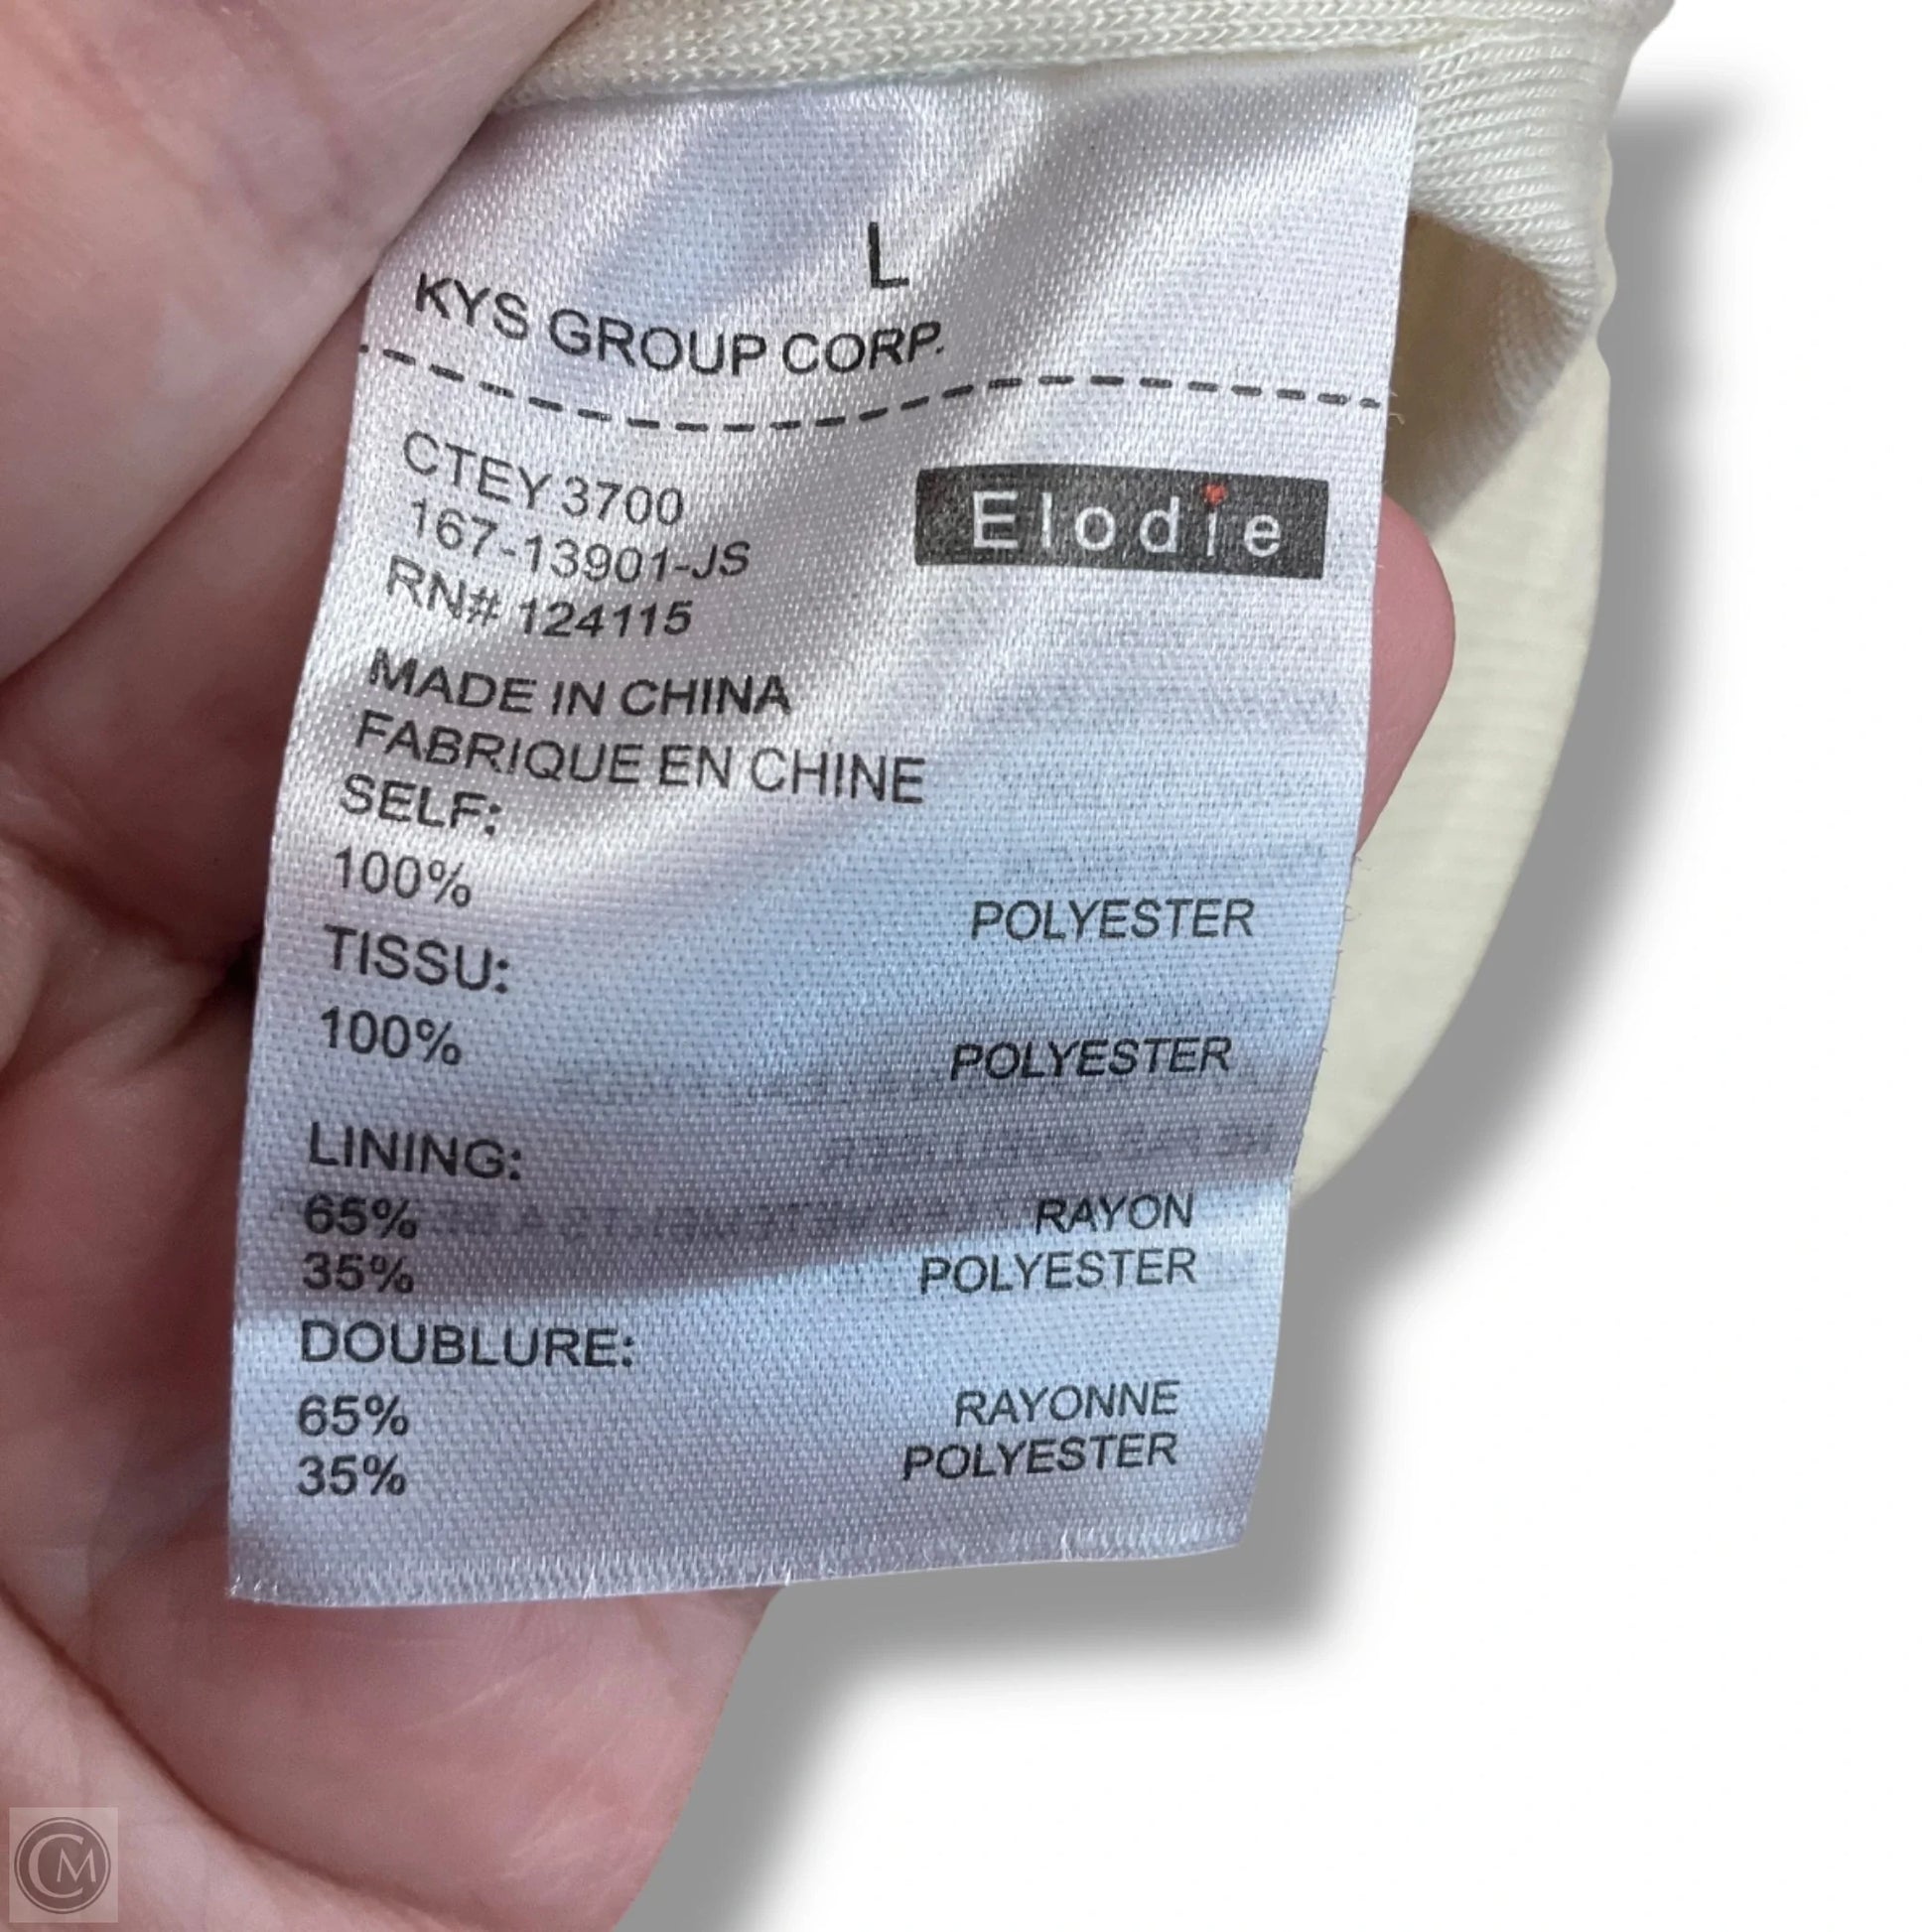 L
KYS GROUP CORP.
CTEY 3700
167-13901-JS
RN# 124115
Elodie
MADE IN CHINA
FABRIQUE EN CHINE
SELF:
100% POLYESTER
TISSU:
100% POLYESTER
LINING:
65% RAYON
35% POLYESTER
DOUBLURE:
65% RAYONNE
35% POLYESTER
CM